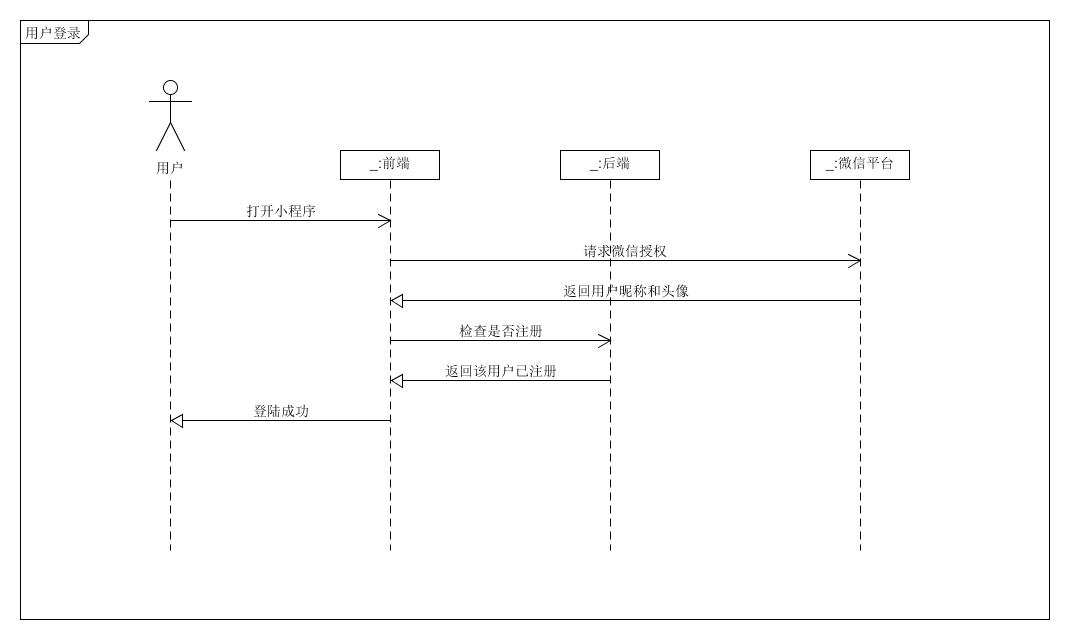 用户登录
用户
_:前端
_:后端
_:微信平台
打开小程序
请求微信授权
返回用户昵称和头像
检查是否注册
返回该用户已注册
登陆成功